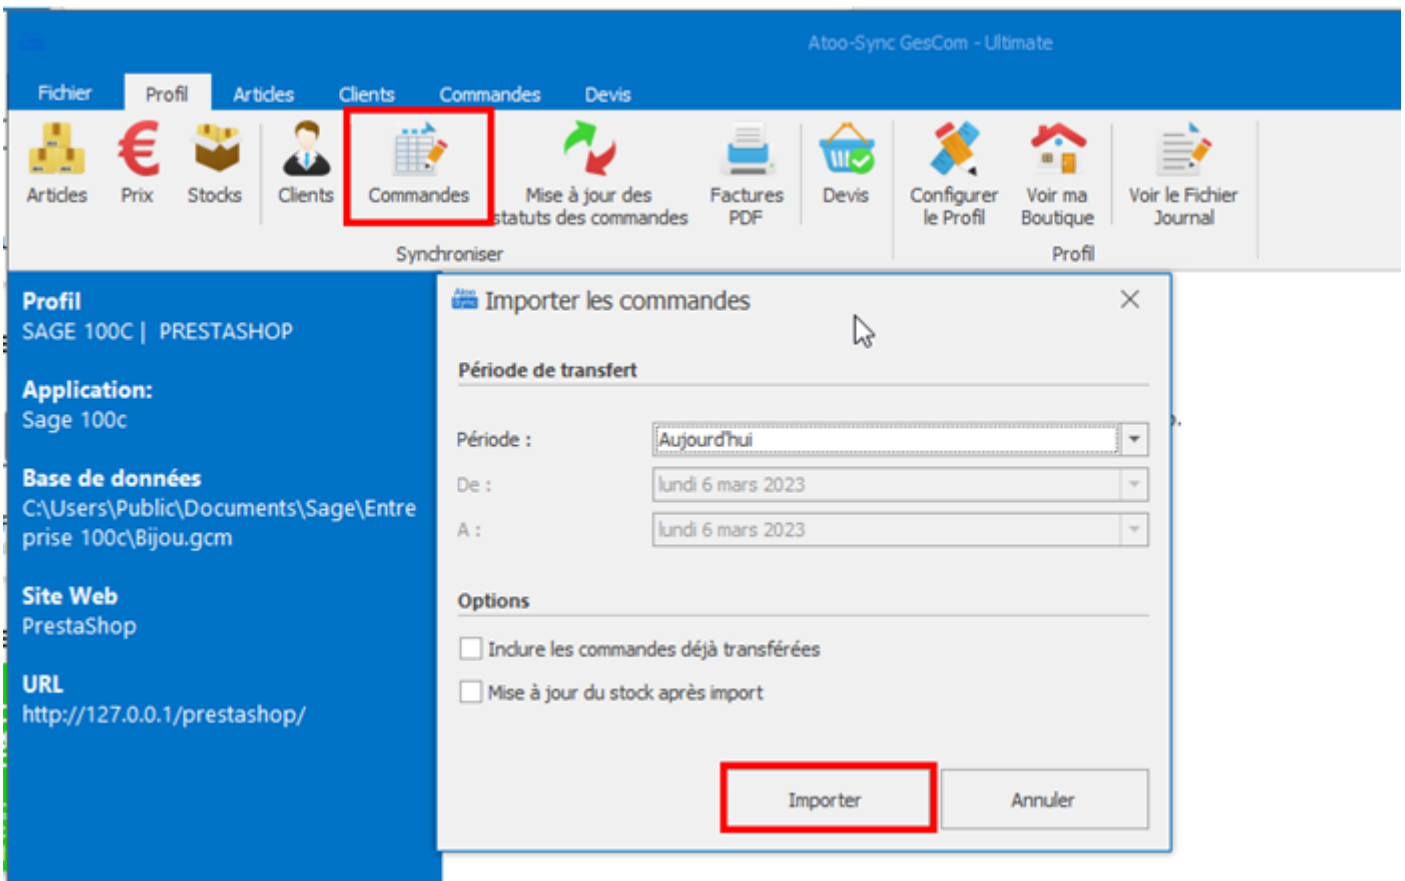 Atoo-Sync GesCom - Ultimate
Fichier Profil Articles Clients Commandes Devis
Articles Prix Stocks Clients Commandes Mise à jour des statuts des commandes Factures PDF Devis Configurer le Profil Voir ma Boutique Voir le Fichier Journal
Synchroniser Profil
Profil
SAGE 100C | PRESTASHOP
Application:
Sage 100c
Base de données
C:\Users\Public\Documents\Sage\Entre
prise 100c\Bijou.gcm
Site Web
PrestaShop
URL
http://127.0.0.1/prestashop/
Atoo Sync Importer les commandes
Période de transfert
Période : Aujourd'hui
De : lundi 6 mars 2023
A : lundi 6 mars 2023
Options
Inclure les commandes déjà transférées
Mise à jour du stock après import
Importer Annuler